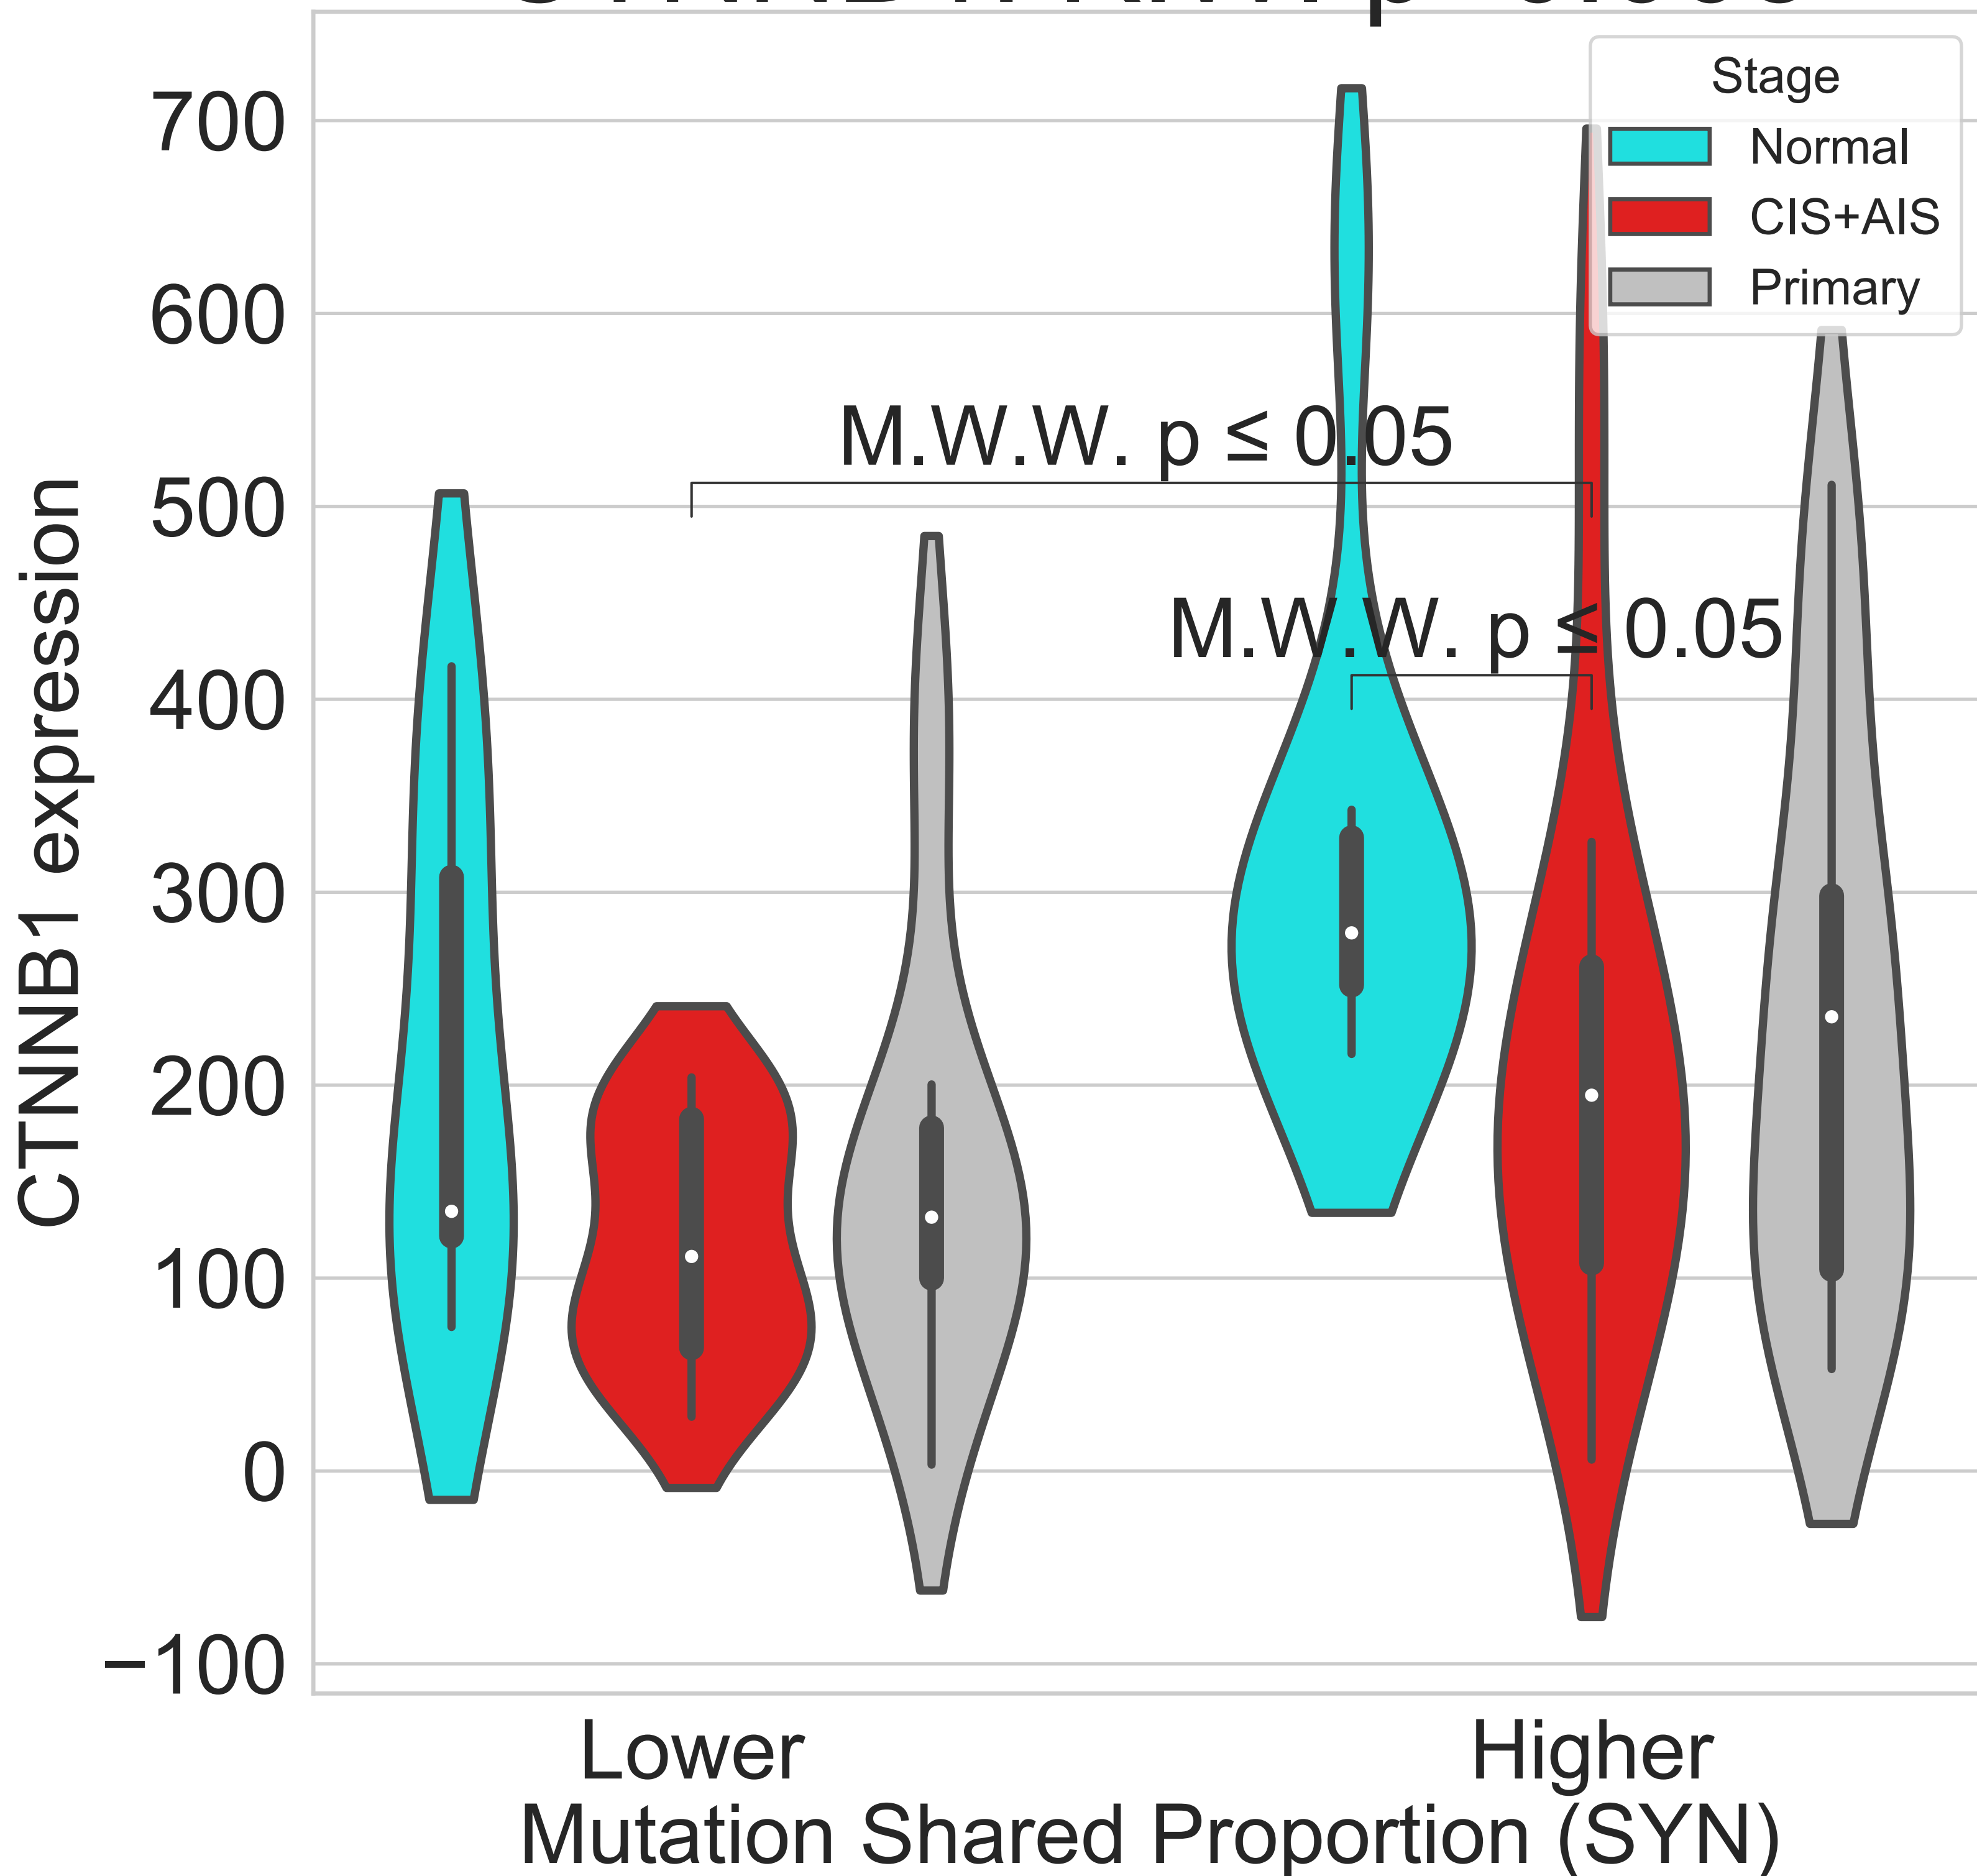 Stage
Normal
CIS+AIS
Primary
700
600
500
400
300
200
100
0
−100
CTNNB1 expression
M.W.W. p ≤ 0.05
M.W.W. p ≤ 0.05
Lower
Higher
Mutation Shared Proportion (SYN)